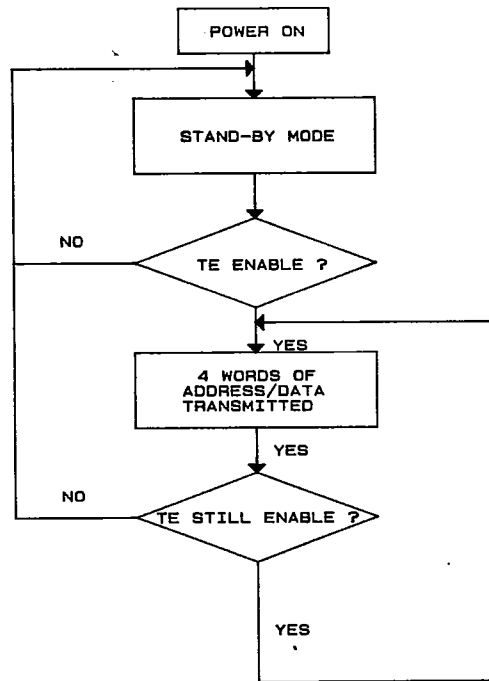 POWER ON
STAND-BY MODE
NO
TE ENABLE ?
YES
4 WORDS OF
ADDRESS/DATA
TRANSMITTED
YES
NO
TE STILL ENABLE ?
YES